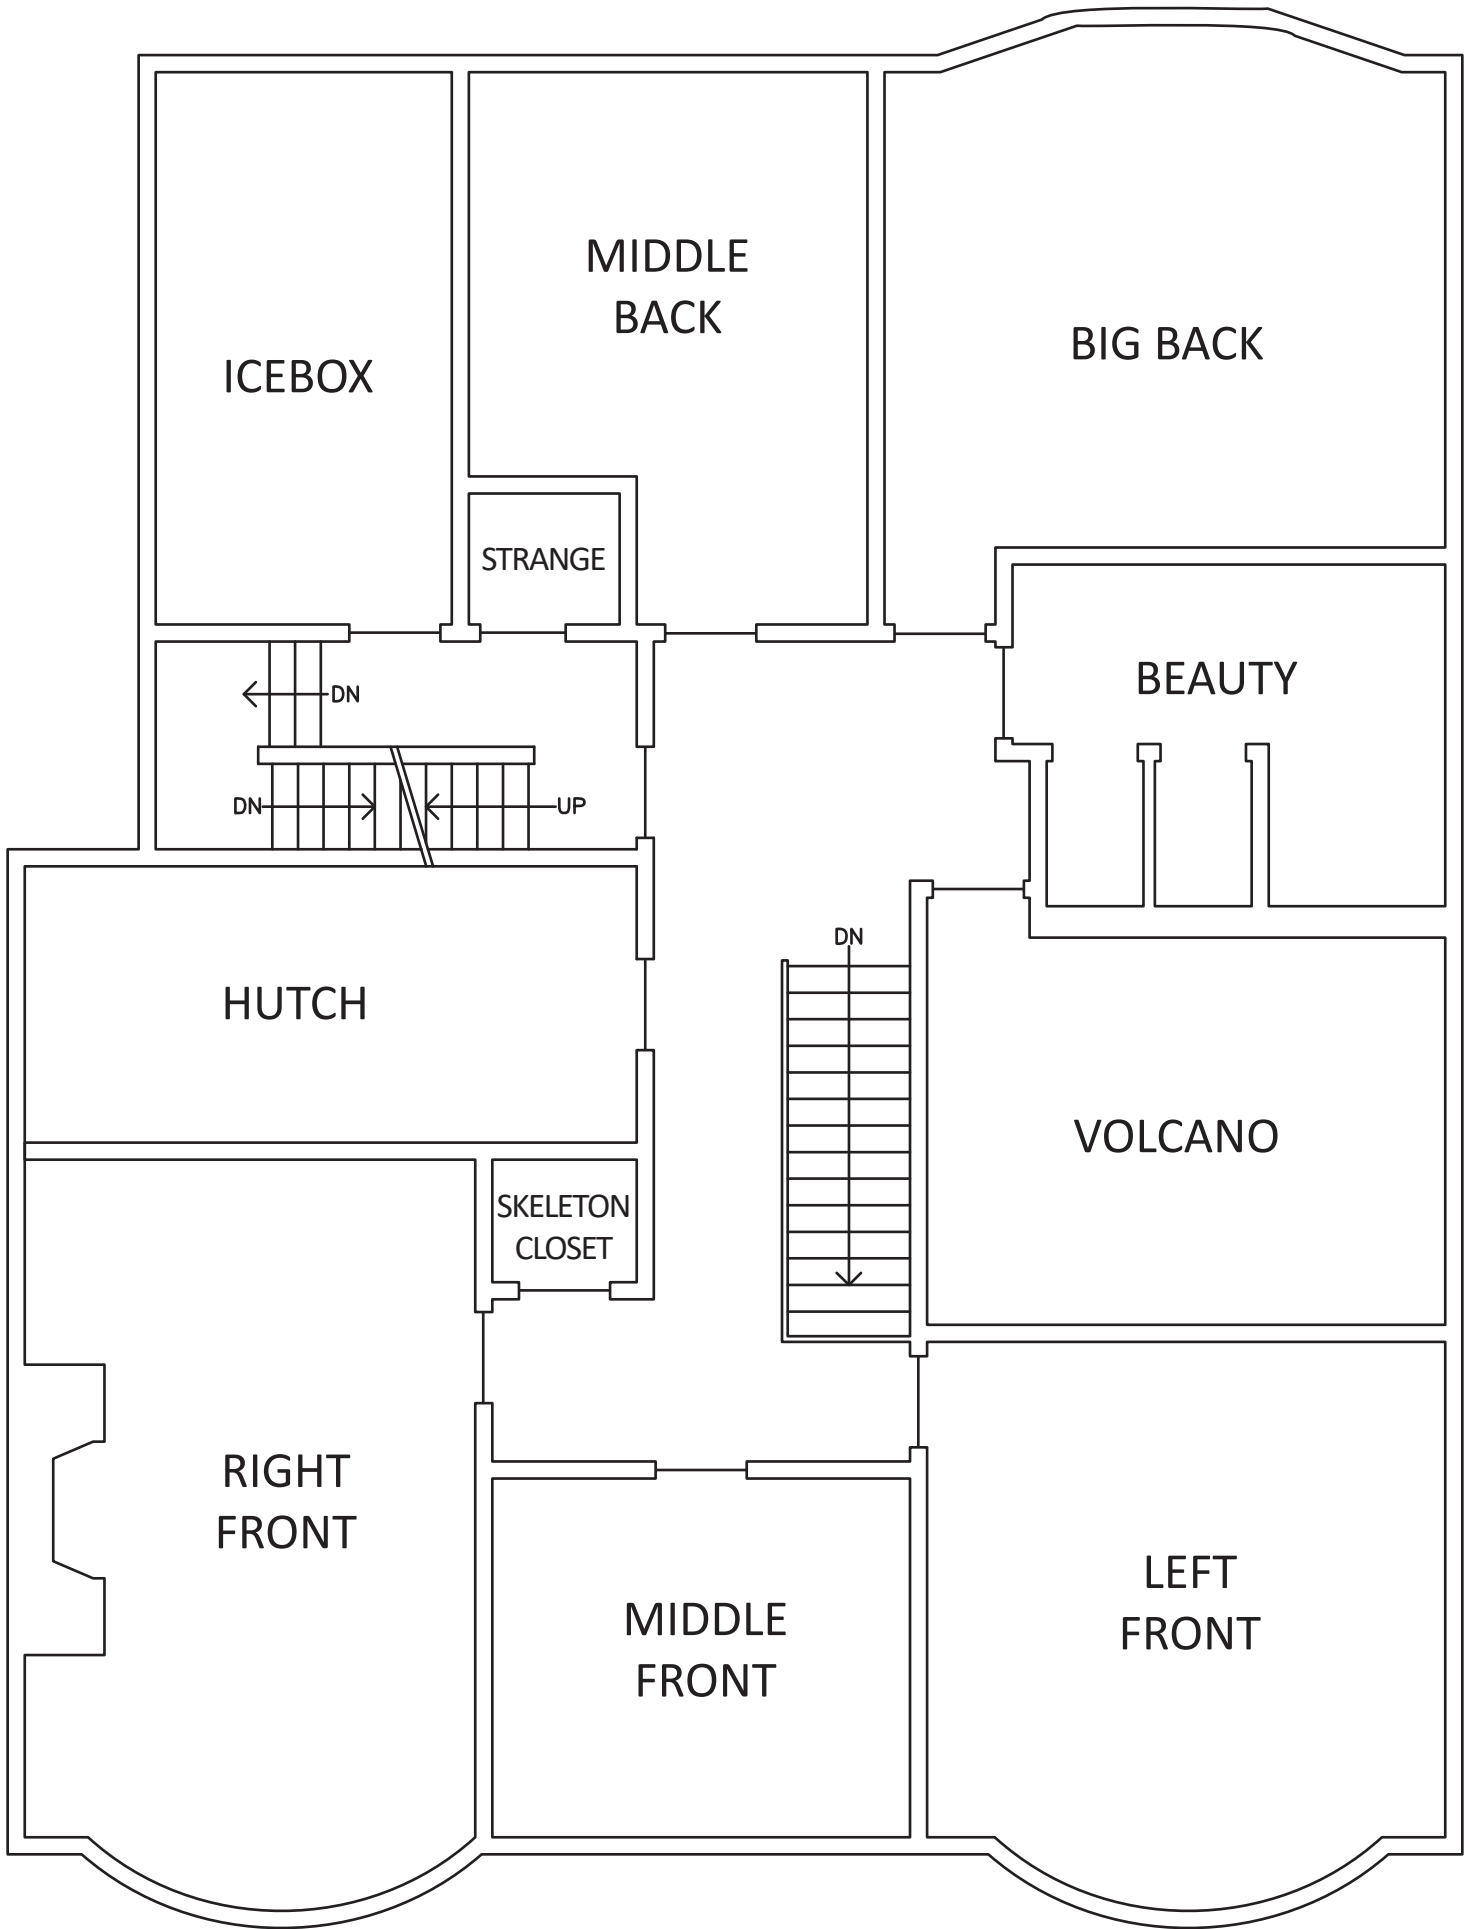 MIDDLE
BACK
BIG BACK
ICEBOX
STRANGE
BEAUTY
DN
DN
UP
DN
HUTCH
VOLCANO
SKELETON
CLOSET
RIGHT
FRONT
LEFT
FRONT
MIDDLE
FRONT